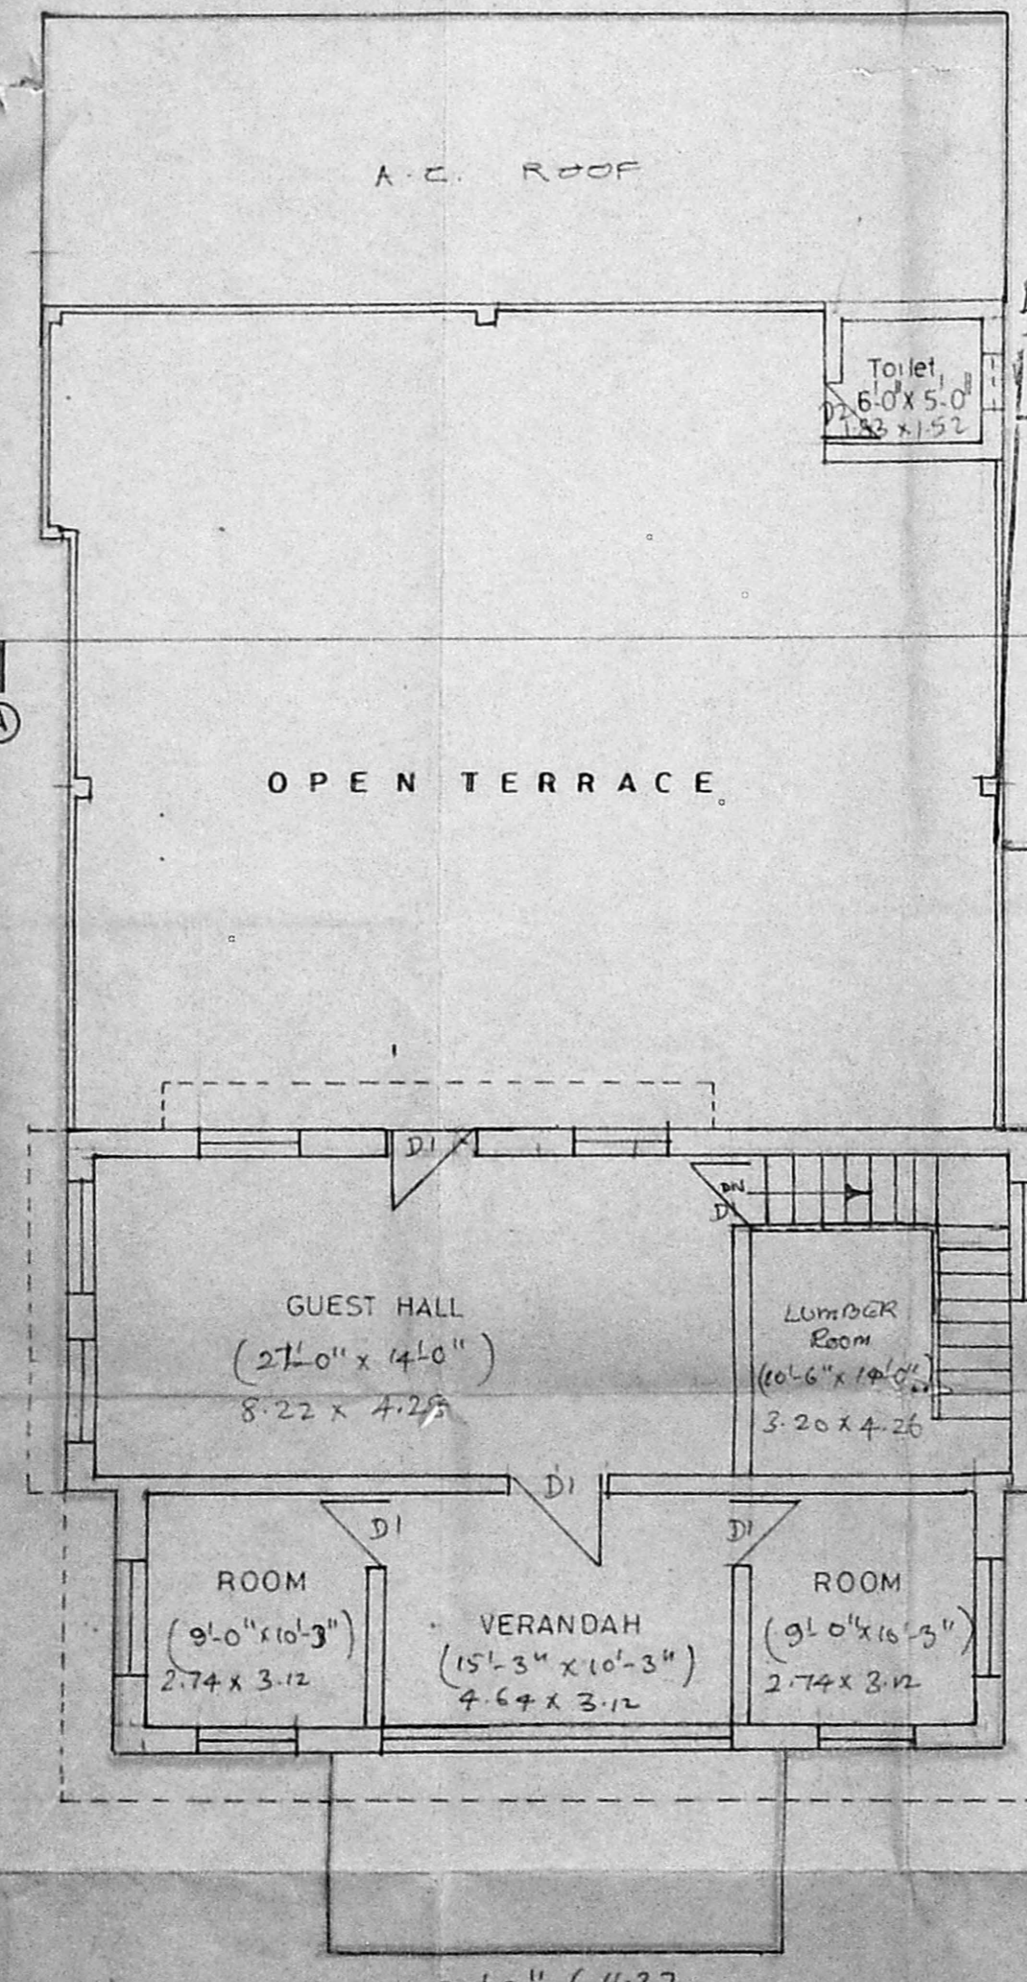 A.C. ROOF
Toilet
6'-0" x 5'-0"
D2
1.83 x 1.52
A
OPEN TERRACE
D1
DN
D1
GUEST HALL
(27'-0" x 14'-0")
8.22 x
LUMBER
Room
(10'-6" x 14'-0")
3.20 x 4.26
D1
D1
D1
ROOM
(9'-0" x 10'-3")
2.74 x 3.12
VERANDAH
(15'-3" x 10'-3")
4.64 x 3.12
ROOM
(9'-0" x 10'-3")
2.74 x 3.12